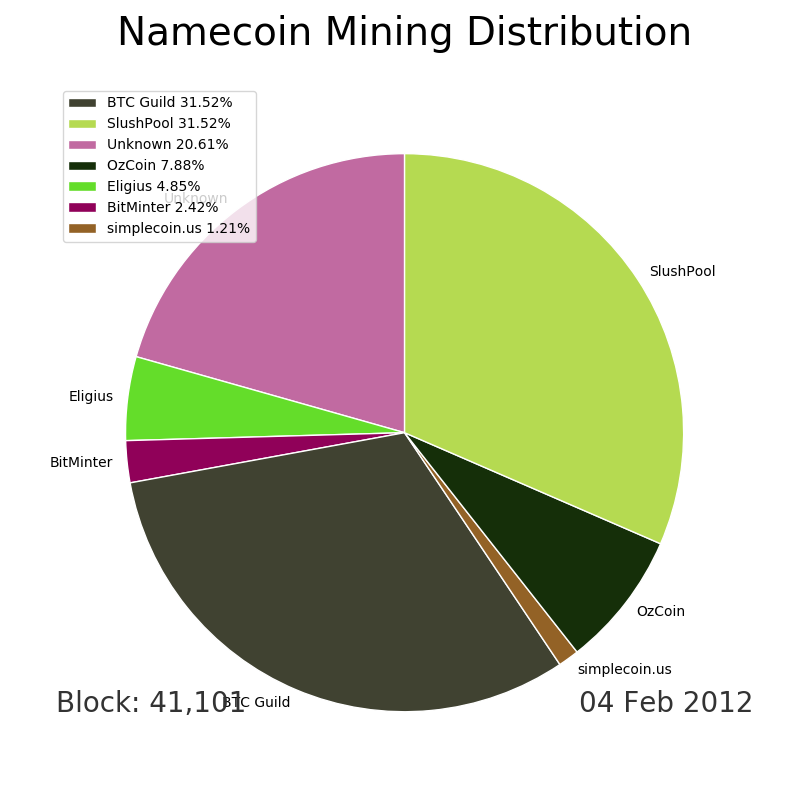 Namecoin Mining Distribution
BTC Guild 31.52%
SlushPool 31.52%
Unknown 20.61%
OzCoin 7.88%
Eligius 4.85%
BitMinter 2.42%
simplecoin.us 1.21%
Unknown
SlushPool
Eligius
BitMinter
OzCoin
simplecoin.us
BTC Guild
Block: 41,101
04 Feb 2012